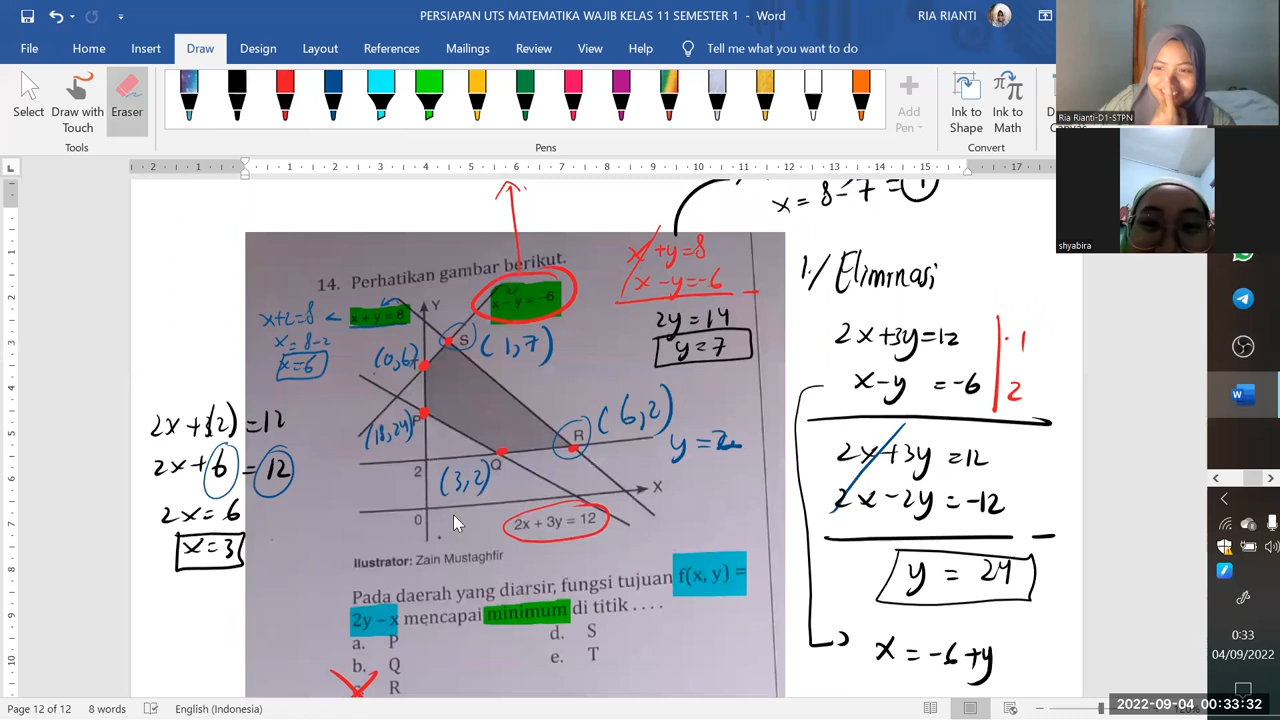 PERSIAPAN UTS MATEMATIKA WAJIB KELAS 11 SEMESTER 1 - Word
RIA RIANTI
File Home Insert Draw Design Layout References Mailings Review View Help Tell me what you want to do
Select
Draw with Touch
Eraser
Add Pen
Ink to Shape
Ink to Math
Tools
Pens
Convert
Ria Rianti-D1-STPN
shyabira
x = 8 - 7 = 1
14. Perhatikan gambar berikut.
x + y = 8
x - y = -6
x + y = 8
x - y = -6
2y = 14
y = 7
x+2=8
x = 8-2
x=6
Y
S (1,7)
(0,6)
P
(18,24)
R (6,2)
y = 2
2
Q
(3,2)
X
0
2x + 3y = 12
2x + 3(2) = 12
2x + 6 = 12
2x = 6
x = 3
Ilustrator: Zain Mustaghfir
Pada daerah yang diarsir, fungsi tujuan f(x, y) =
2y - x mencapai minimum di titik . . . .
a. P
b. Q
R
d. S
e. T
1./ Eliminasi
2x+3y=12 · 1
x-y = -6 2
2x+3y = 12
2x-2y = -12
y = 24
x = -6 + y
0:33
04/09/2022
Page 12 of 12 8 words English (Indonesia)
2022-09-04 00:33:32